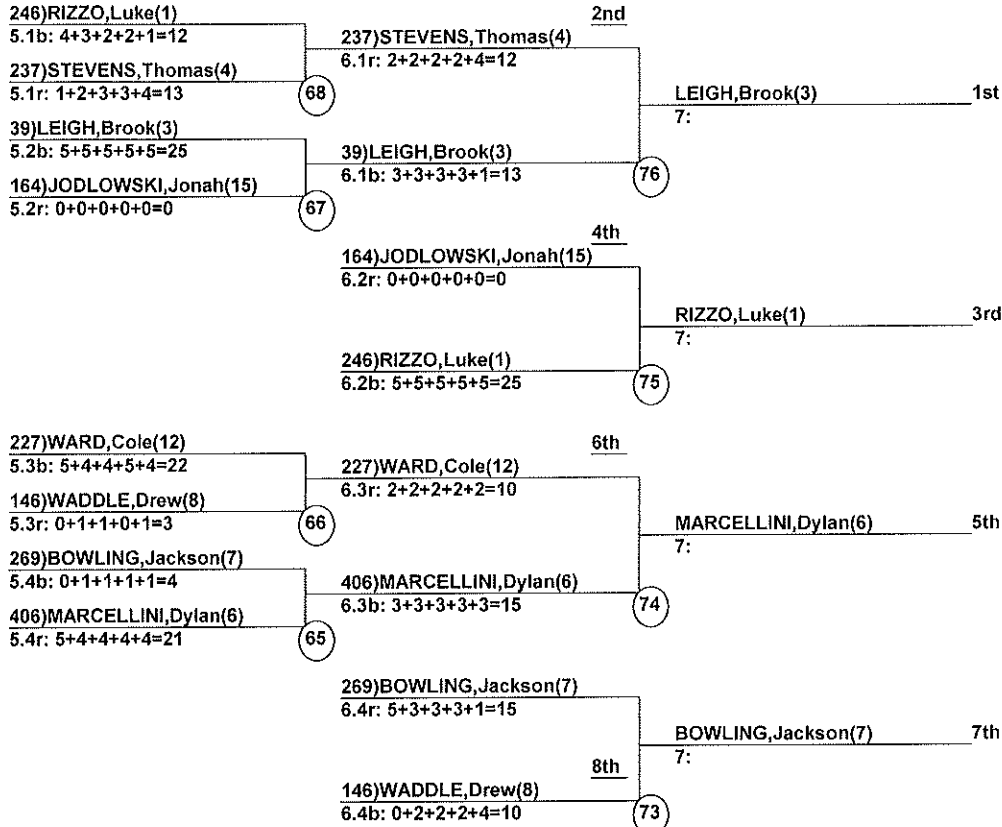 246)RIZZO,Luke(1)
5.1b: 4+3+2+2+1=12
237)STEVENS,Thomas(4)
5.1r: 1+2+3+3+4=13
68
39)LEIGH,Brook(3)
5.2b: 5+5+5+5+5=25
164)JODLOWSKI,Jonah(15)
5.2r: 0+0+0+0+0=0
67
2nd
237)STEVENS,Thomas(4)
6.1r: 2+2+2+2+4=12
39)LEIGH,Brook(3)
6.1b: 3+3+3+3+1=13
76
LEIGH,Brook(3)
7:
1st
4th
164)JODLOWSKI,Jonah(15)
6.2r: 0+0+0+0+0=0
246)RIZZO,Luke(1)
6.2b: 5+5+5+5+5=25
75
RIZZO,Luke(1)
7:
3rd
227)WARD,Cole(12)
5.3b: 5+4+4+5+4=22
146)WADDLE,Drew(8)
5.3r: 0+1+1+0+1=3
66
269)BOWLING,Jackson(7)
5.4b: 0+1+1+1+1=4
406)MARCELLINI,Dylan(6)
5.4r: 5+4+4+4+4=21
65
6th
227)WARD,Cole(12)
6.3r: 2+2+2+2+2=10
406)MARCELLINI,Dylan(6)
6.3b: 3+3+3+3+3=15
74
MARCELLINI,Dylan(6)
7:
5th
269)BOWLING,Jackson(7)
6.4r: 5+3+3+3+1=15
8th
146)WADDLE,Drew(8)
6.4b: 0+2+2+2+4=10
73
BOWLING,Jackson(7)
7:
7th